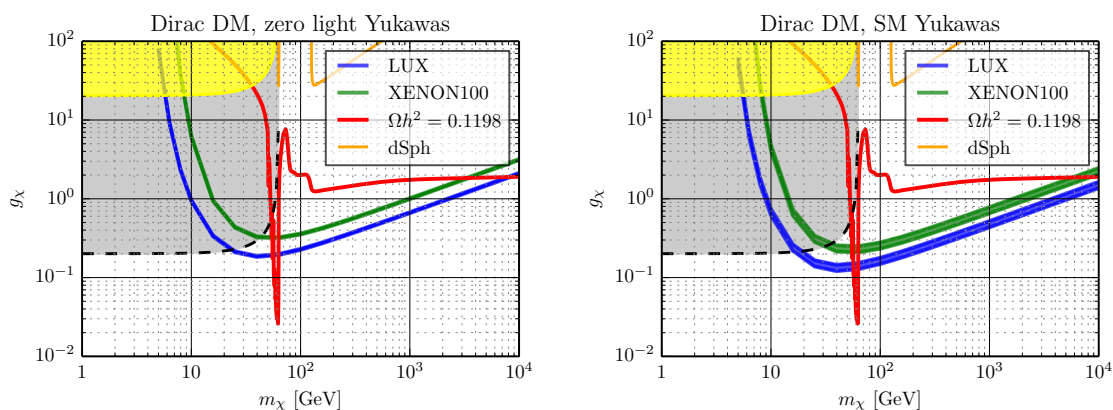 Dirac DM, zero light Yukawas
10² 10¹ 10⁰ 10⁻¹ 10⁻²
g_χ
LUX
XENON100
Ωh² = 0.1198
dSph
1 10 10² 10³ 10⁴
m_χ [GeV]
Dirac DM, SM Yukawas
10² 10¹ 10⁰ 10⁻¹ 10⁻²
g_χ
LUX
XENON100
Ωh² = 0.1198
dSph
1 10 10² 10³ 10⁴
m_χ [GeV]